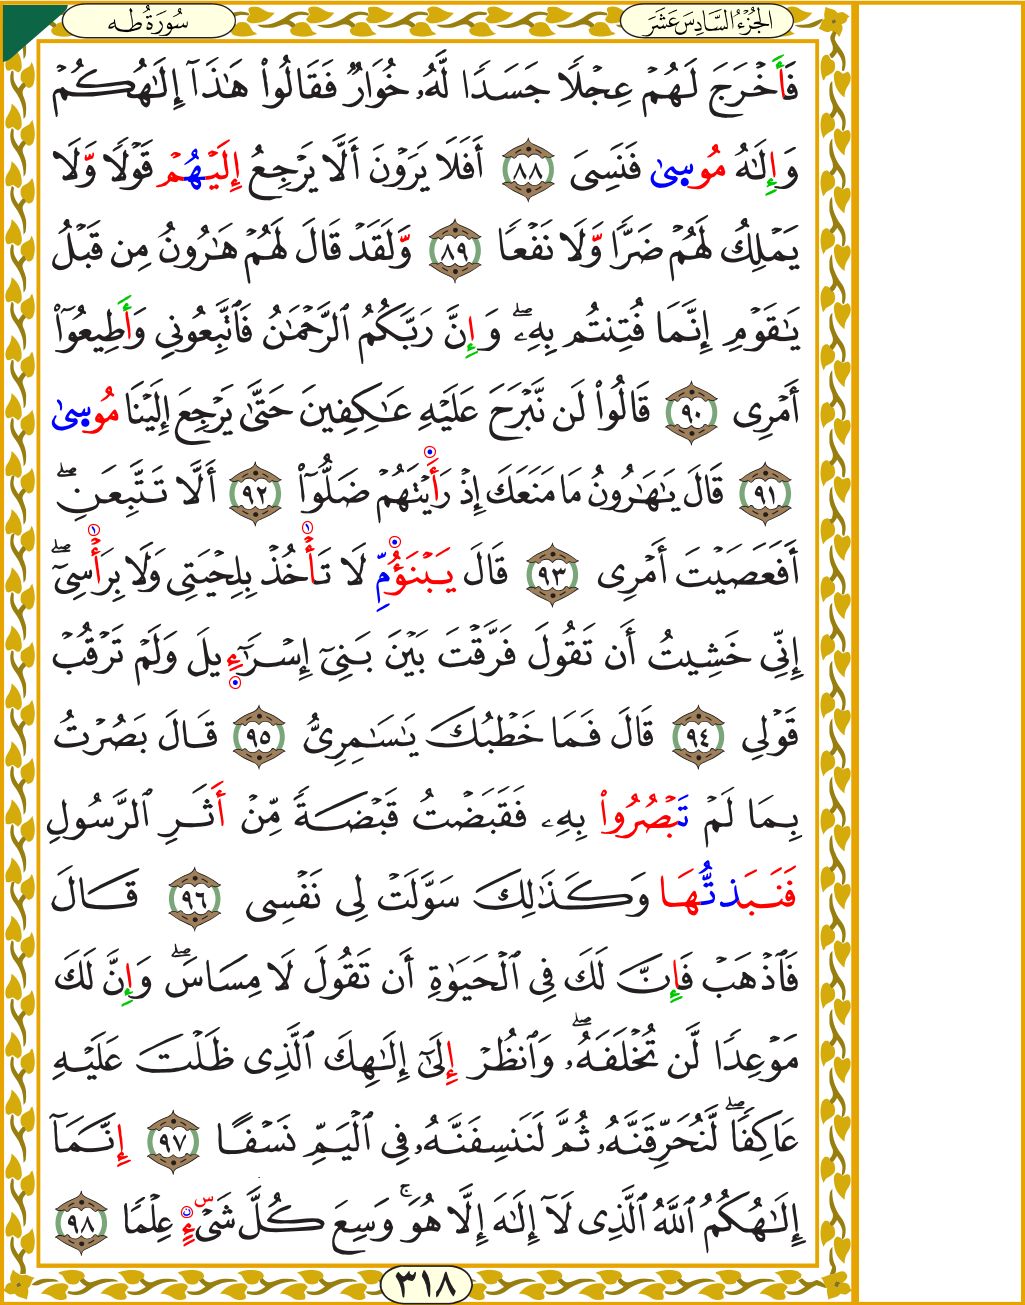 الجُزْءُ السَّادِسَ عَشَرَ
سُورَةُ طه
فَأَخْرَجَ لَهُمْ عِجْلًا جَسَدًا لَّهُۥ خُوَارٌ فَقَالُوا۟ هَـٰذَآ إِلَـٰهُكُمْ
وَإِلَـٰهُ مُوسِىٰ فَنَسِىَ ٨٨ أَفَلَا يَرَوْنَ أَلَّا يَرْجِعُ إِلَيْهُمْ قَوْلًا وَّلَا
يَمْلِكُ لَهُمْ ضَرًّا وَّلَا نَفْعًا ٨٩ وَّلَقَدْ قَالَ لَهُمْ هَـٰرُونُ مِن قَبْلُ
يَـٰقَوْمِ إِنَّمَا فُتِنتُم بِهِۦۖ وَإِنَّ رَبَّكُمُ ٱلرَّحْمَـٰنُ فَٱتَّبِعُونِى وَأَطِيعُوٓا۟
أَمْرِى ٩٠ قَالُوا۟ لَن نَّبْرَحَ عَلَيْهِ عَـٰكِفِينَ حَتَّىٰ يَرْجِعَ إِلَيْنَا مُوسِىٰ
٩١ قَالَ يَـٰهَـٰرُونُ مَا مَنَعَكَ إِذْ رَأَيْتَهُمْ ضَلُّوٓا۟ ٩٢ أَلَّا تَتَّبِعَنِۖ
أَفَعَصَيْتَ أَمْرِى ٩٣ قَالَ يَبْنَؤُمِّ لَا تَأْخُذْ بِلِحْيَتِى وَلَا بِرَأْسِىٓۖ
إِنِّى خَشِيتُ أَن تَقُولَ فَرَّقْتَ بَيْنَ بَنِىٓ إِسْرَٰٓءِيلَ وَلَمْ تَرْقُبْ
قَوْلِى ٩٤ قَالَ فَمَا خَطْبُكَ يَـٰسَـٰمِرِىُّ ٩٥ قَالَ بَصُرْتُ
بِمَا لَمْ تَبْصُرُوا۟ بِهِۦ فَقَبَضْتُ قَبْضَةً مِّنْ أَثَرِ ٱلرَّسُولِ
فَنَبَذتُّهَا وَكَذَٰلِكَ سَوَّلَتْ لِى نَفْسِى ٩٦ قَالَ
فَٱذْهَبْ فَإِنَّ لَكَ فِى ٱلْحَيَوٰةِ أَن تَقُولَ لَا مِسَاسَۖ وَإِنَّ لَكَ
مَوْعِدًا لَّن تُخْلَفَهُۥۖ وَٱنظُرْ إِلَىٰٓ إِلَـٰهِكَ ٱلَّذِى ظَلْتَ عَلَيْهِ
عَاكِفًاۖ لَّنُحَرِّقَنَّهُۥ ثُمَّ لَنَنسِفَنَّهُۥ فِى ٱلْيَمِّ نَسْفًا ٩٧ إِنَّمَآ
إِلَـٰهُكُمُ ٱللَّهُ ٱلَّذِى لَآ إِلَـٰهَ إِلَّا هُوَۚ وَسِعَ كُلَّ شَىْءٍ عِلْمًا ٩٨
٣١٨